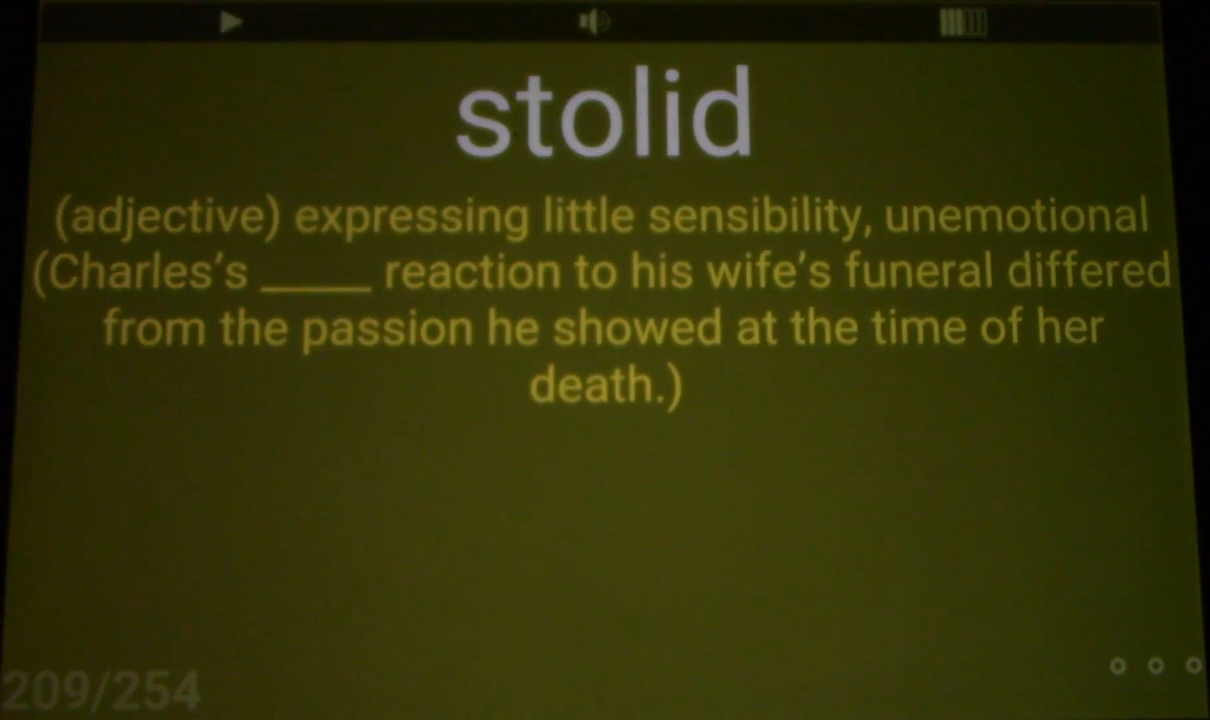 stolid
(adjective) expressing little sensibility, unemotional
(Charles’s _____ reaction to his wife’s funeral differed
from the passion he showed at the time of her
death.)
209/254